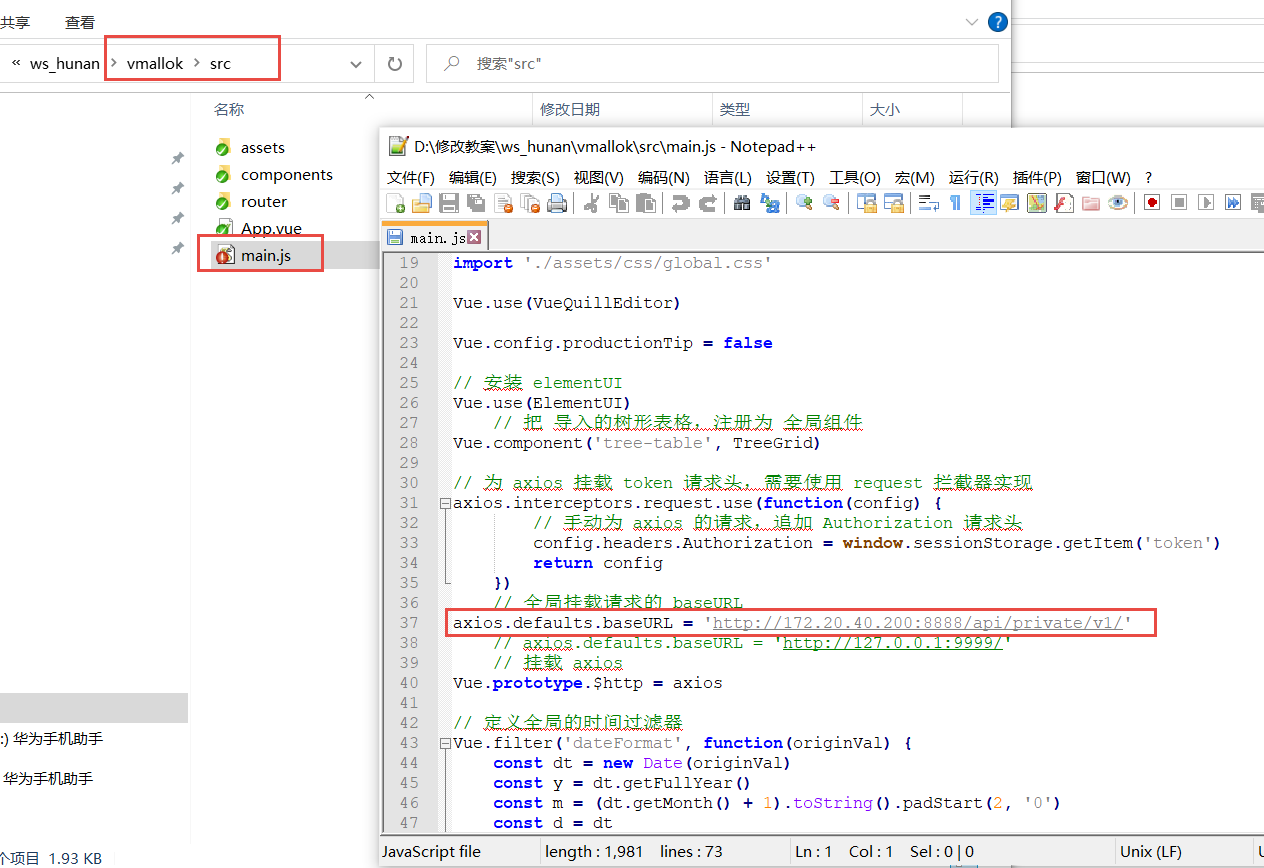 共享 查看
« ws_hunan › vmallok › src 搜索"src"
名称 修改日期 类型 大小
assets
components
router
App.vue
main.js
:) 华为手机助手
华为手机助手
个项目 1.93 KB
D:\修改教案\ws_hunan\vmallok\src\main.js - Notepad++
文件(F) 编辑(E) 搜索(S) 视图(V) 编码(N) 语言(L) 设置(T) 工具(O) 宏(M) 运行(R) 插件(P) 窗口(W) ?
main.js
19 import './assets/css/global.css'
20
21 Vue.use(VueQuillEditor)
22
23 Vue.config.productionTip = false
24
25 // 安装 elementUI
26 Vue.use(ElementUI)
27 // 把 导入的树形表格，注册为 全局组件
28 Vue.component('tree-table', TreeGrid)
29
30 // 为 axios 挂载 token 请求头，需要使用 request 拦截器实现
31 axios.interceptors.request.use(function(config) {
32 // 手动为 axios 的请求，追加 Authorization 请求头
33 config.headers.Authorization = window.sessionStorage.getItem('token')
34 return config
35 })
36 // 全局挂载请求的 baseURL
37 axios.defaults.baseURL = 'http://172.20.40.200:8888/api/private/v1/'
38 // axios.defaults.baseURL = 'http://127.0.0.1:9999/'
39 // 挂载 axios
40 Vue.prototype.$http = axios
41
42 // 定义全局的时间过滤器
43 Vue.filter('dateFormat', function(originVal) {
44 const dt = new Date(originVal)
45 const y = dt.getFullYear()
46 const m = (dt.getMonth() + 1).toString().padStart(2, '0')
47 const d = dt
JavaScript file length : 1,981 lines : 73 Ln : 1 Col : 1 Sel : 0 | 0 Unix (LF)